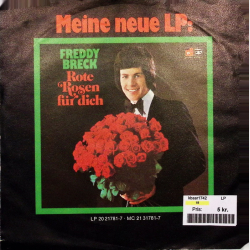 Meine neue LP:
FREDDY
BRECK
Rote
Rosen
für dich
LP 20 21781-7 · MC 21 31781-7
LP
Pris: 5 kr.